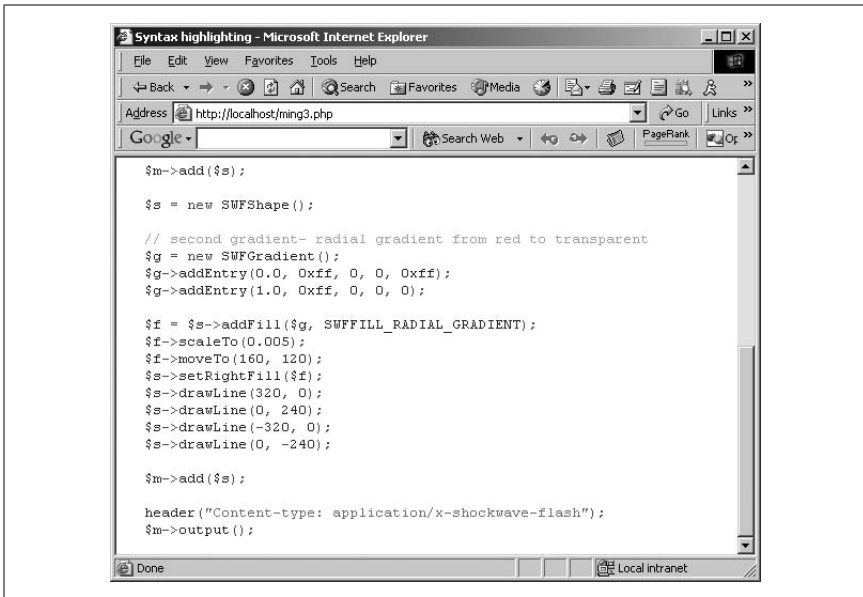 Syntax highlighting - Microsoft Internet Explorer
File Edit View Favorites Tools Help
Back Search Favorites Media
Address http://localhost/ming3.php Go Links
Google Search Web PageRank
$m->add($s);
$s = new SWFShape();
// second gradient- radial gradient from red to transparent
$g = new SWFGradient();
$g->addEntry(0.0, 0xff, 0, 0, 0xff);
$g->addEntry(1.0, 0xff, 0, 0, 0);
$f = $s->addFill($g, SWFFILL_RADIAL_GRADIENT);
$f->scaleTo(0.005);
$f->moveTo(160, 120);
$s->setRightFill($f);
$s->drawLine(320, 0);
$s->drawLine(0, 240);
$s->drawLine(-320, 0);
$s->drawLine(0, -240);
$m->add($s);
header("Content-type: application/x-shockwave-flash");
$m->output();
Done Local intranet